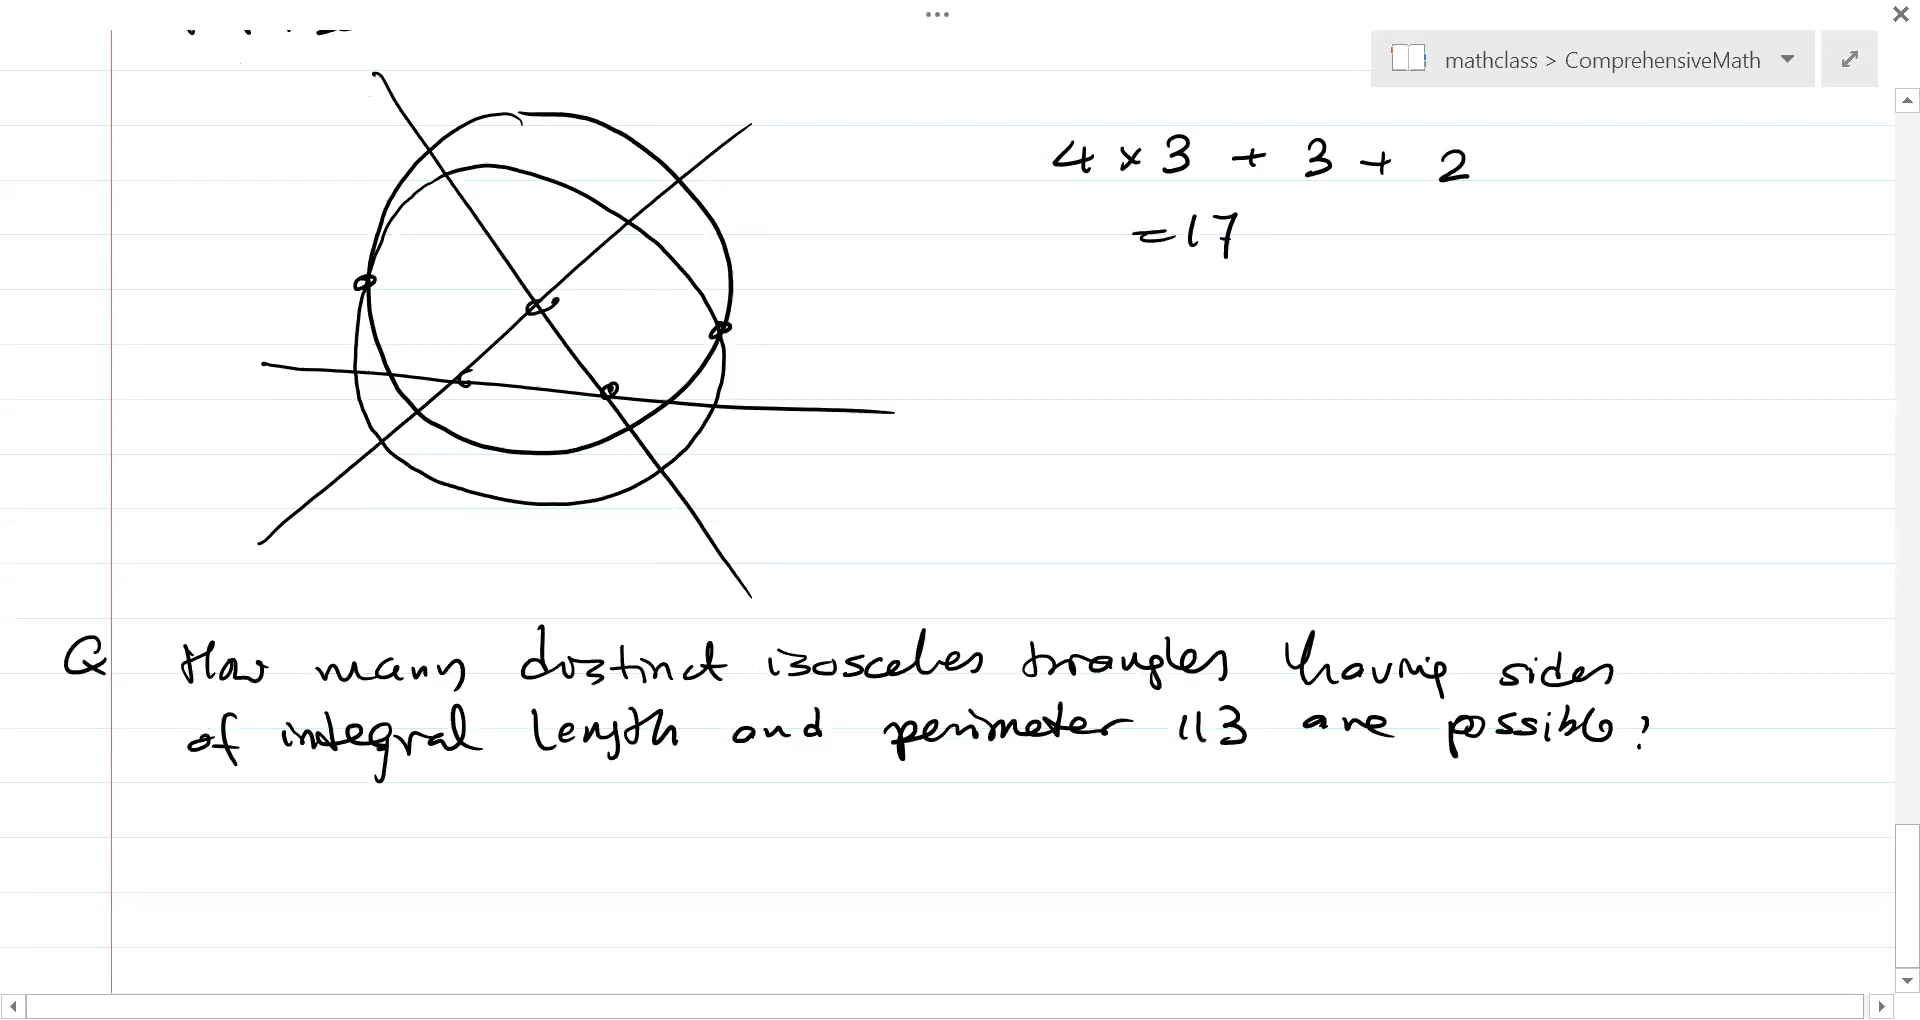 mathclass > ComprehensiveMath
4 × 3 + 3 + 2
= 17
Q How many distinct isosceles triangles having sides
of integral length and perimeter 113 are possible?